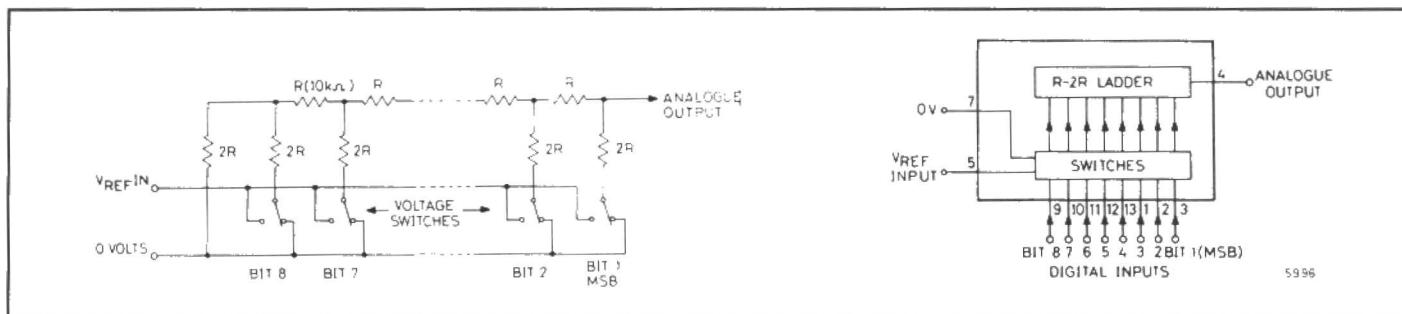 R(10kΩ) R R R
ANALOGUE
OUTPUT
2R 2R 2R 2R 2R
VREF IN
VOLTAGE
SWITCHES
0 VOLTS
BIT 8 BIT 7 BIT 2 BIT 1
MSB
R-2R LADDER
4
ANALOGUE
OUTPUT
0V 7
VREF
INPUT
5
SWITCHES
9 10 11 12 13 1 2 3
BIT 8 7 6 5 4 3 2 BIT 1 (MSB)
DIGITAL INPUTS
5996